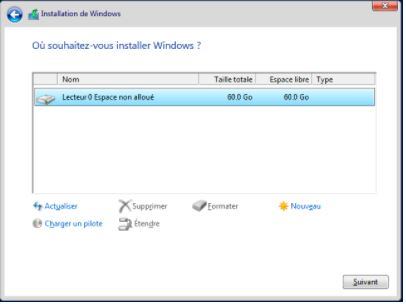 Installation de Windows
Où souhaitez-vous installer Windows ?
Nom Taille totale Espace libre Type
Lecteur 0 Espace non alloué 60.0 Go 60.0 Go
Actualiser Supprimer Formater Nouveau
Charger un pilote Étendre
Suivant